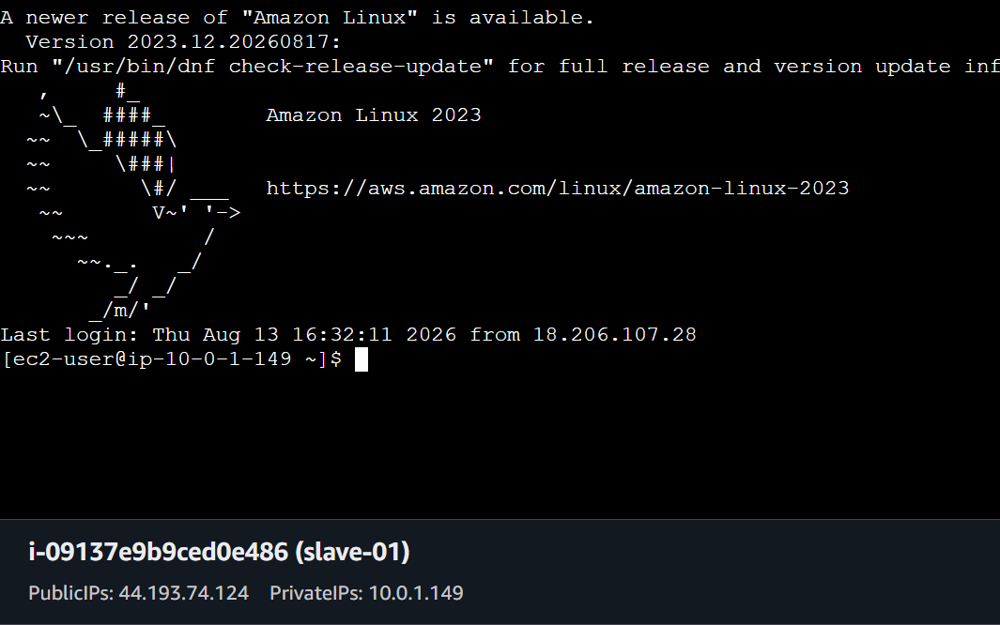 A newer release of "Amazon Linux" is available.
  Version 2023.12.20260817:
Run "/usr/bin/dnf check-release-update" for full release and version update inf
   ,     #_
   ~\_  ####_        Amazon Linux 2023
  ~~  \_#####\
  ~~     \###|
  ~~       \#/ ___   https://aws.amazon.com/linux/amazon-linux-2023
   ~~       V~' '->
    ~~~         /
      ~~._.   _/
         _/ _/
       _/m/'
Last login: Thu Aug 13 16:32:11 2026 from 18.206.107.28
[ec2-user@ip-10-0-1-149 ~]$
i-09137e9b9ced0e486 (slave-01)
PublicIPs: 44.193.74.124    PrivateIPs: 10.0.1.149